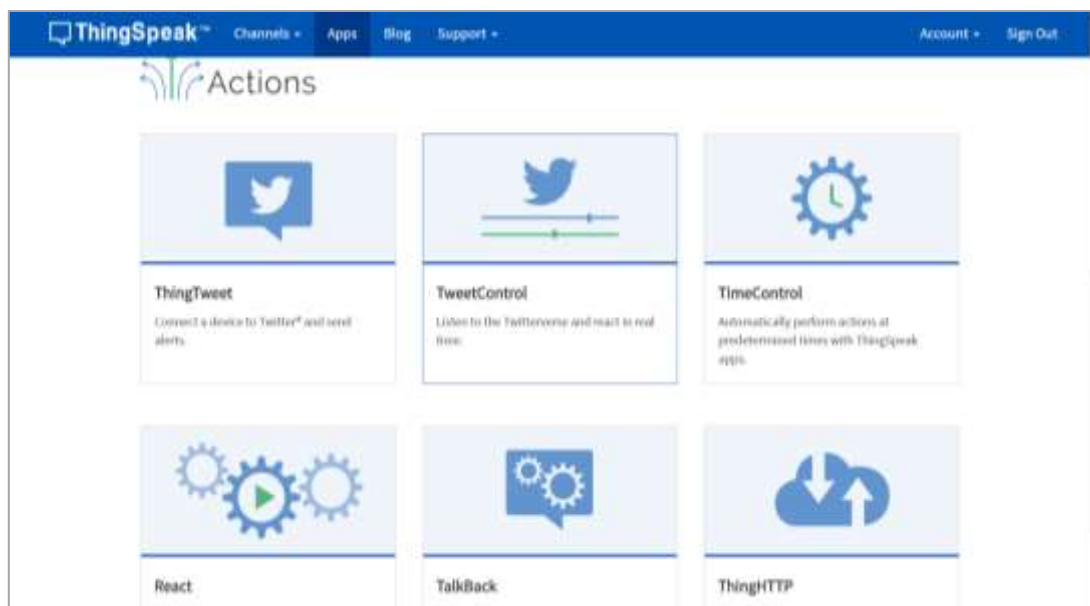 ThingSpeak™ Channels Apps Blog Support Account Sign Out
Actions
ThingTweet
Connect a device to Twitter® and send
alerts.
TweetControl
Listen to the Twitterverse and react in real
time.
TimeControl
Automatically perform actions at
predetermined times with ThingSpeak
apps.
React
TalkBack
ThingHTTP